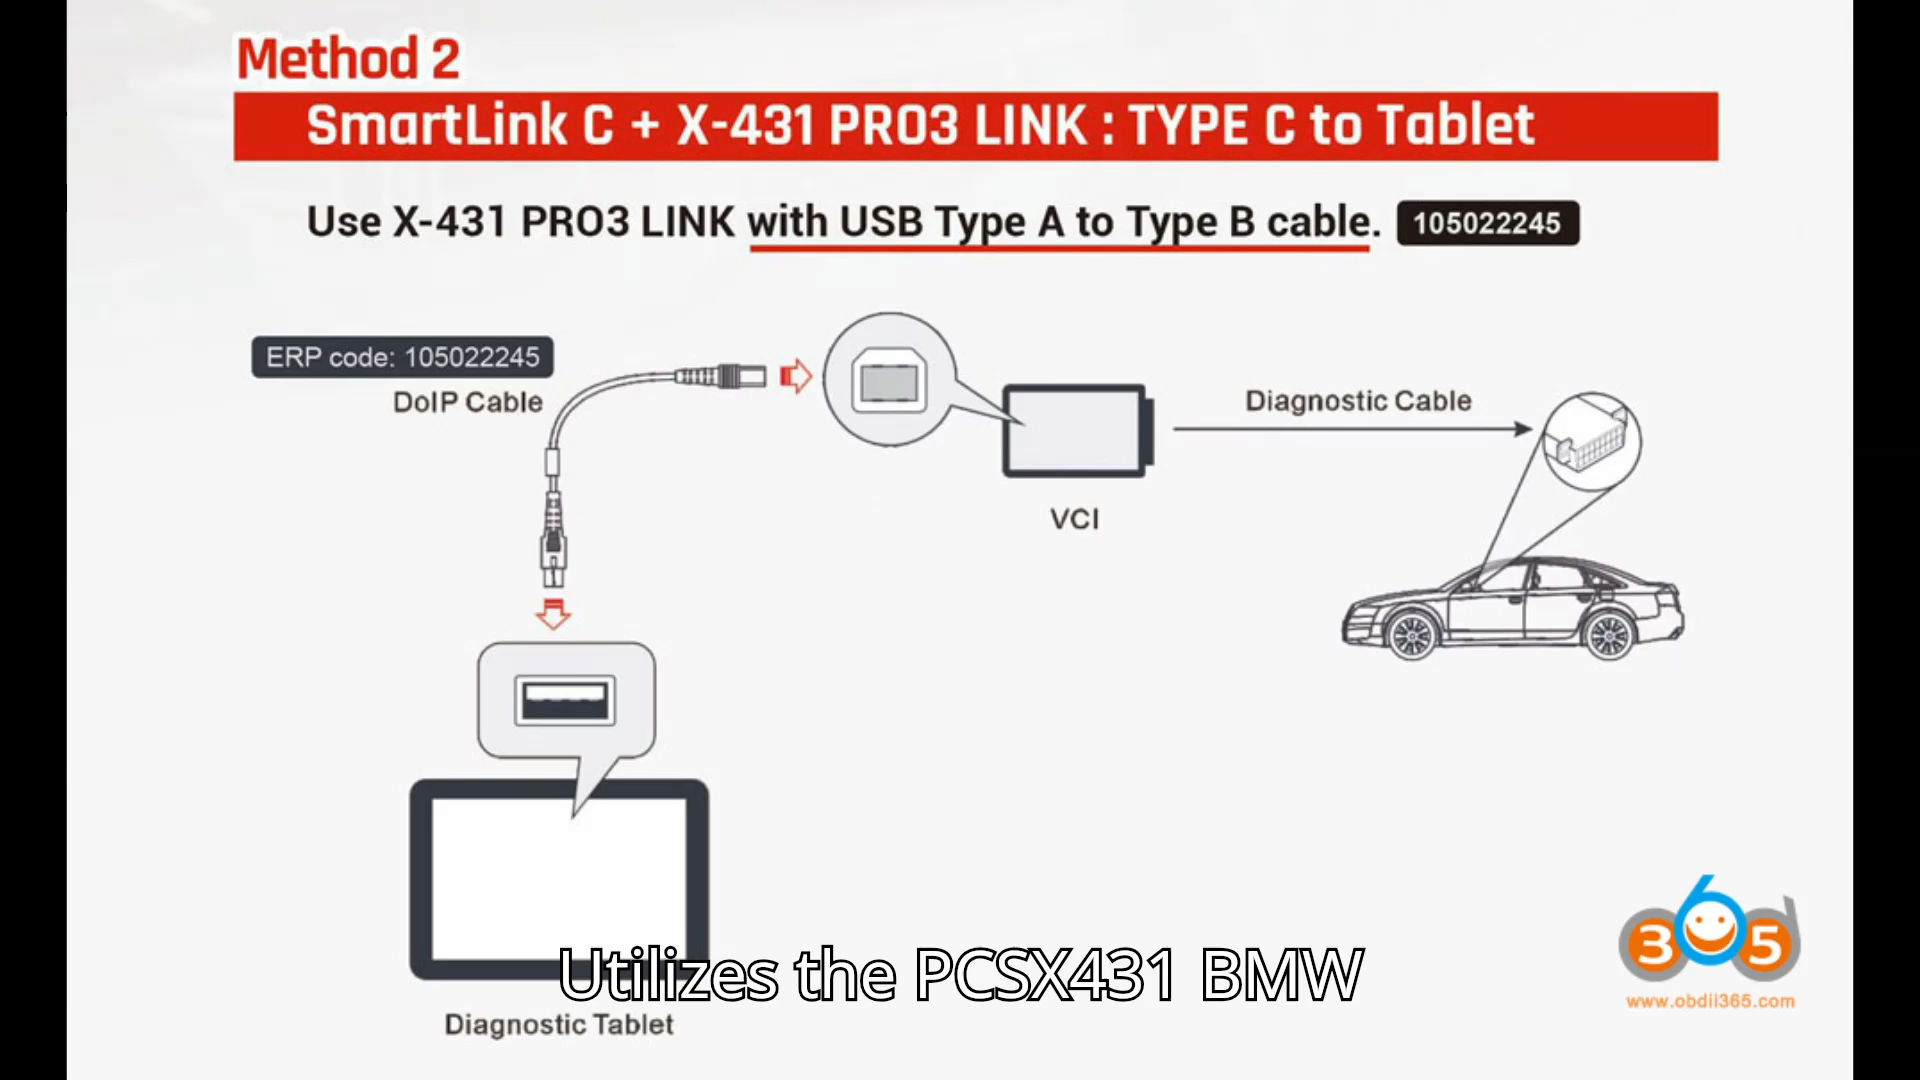 Method 2
SmartLink C + X-431 PRO3 LINK : TYPE C to Tablet
Use X-431 PRO3 LINK with USB Type A to Type B cable. 105022245
ERP code: 105022245
DoIP Cable
Diagnostic Cable
VCI
Diagnostic Tablet
Utilizes the PCSX431 BMW
365
www.obdii365.com